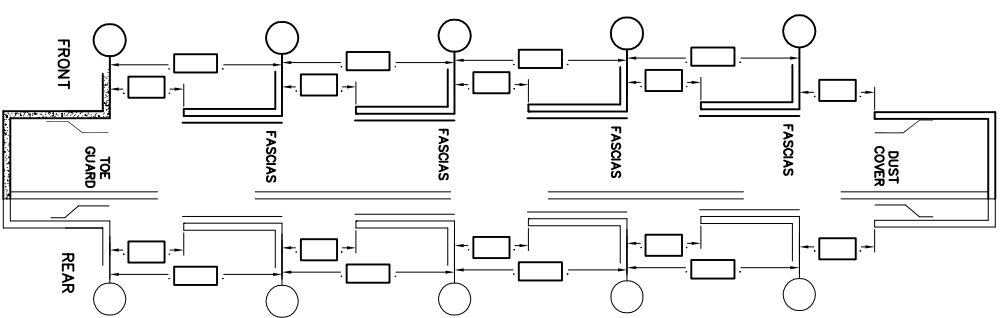 FRONT
TOE
GUARD
FASCIAS
FASCIAS
FASCIAS
FASCIAS
DUST
COVER
REAR